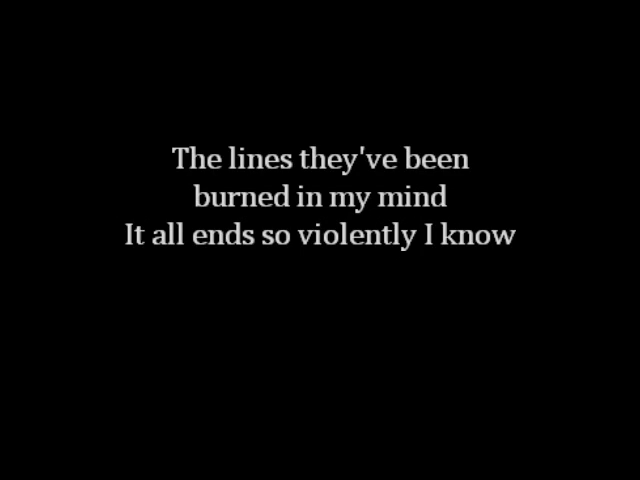 The lines they've been
burned in my mind
It all ends so violently I know